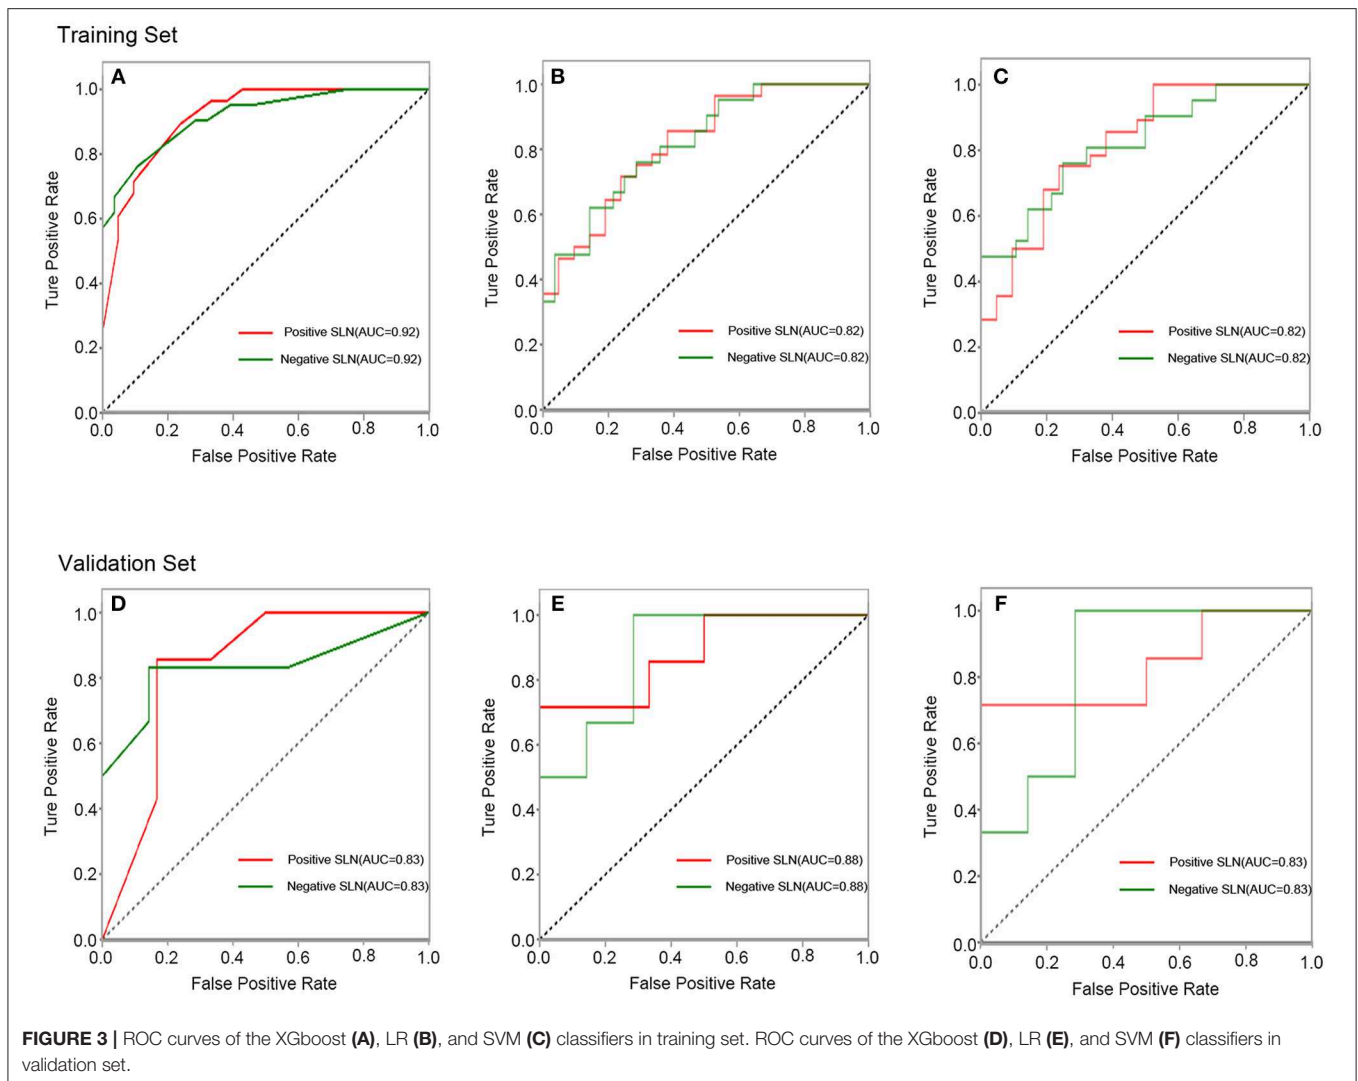 Training Set
A
1.0
0.8
0.6
0.4
0.2
0.0
Ture Positive Rate
Positive SLN(AUC=0.92)
Negative SLN(AUC=0.92)
0.0 0.2 0.4 0.6 0.8 1.0
False Positive Rate
B
1.0
0.8
0.6
0.4
0.2
0.0
Ture Positive Rate
Positive SLN(AUC=0.82)
Negative SLN(AUC=0.82)
0.0 0.2 0.4 0.6 0.8 1.0
False Positive Rate
C
1.0
0.8
0.6
0.4
0.2
0.0
Ture Positive Rate
Positive SLN(AUC=0.82)
Negative SLN(AUC=0.82)
0.0 0.2 0.4 0.6 0.8 1.0
False Positive Rate
Validation Set
D
1.0
0.8
0.6
0.4
0.2
0.0
Ture Positive Rate
Positive SLN(AUC=0.83)
Negative SLN(AUC=0.83)
0.0 0.2 0.4 0.6 0.8 1.0
False Positive Rate
E
1.0
0.8
0.6
0.4
0.2
0.0
Ture Positive Rate
Positive SLN(AUC=0.88)
Negative SLN(AUC=0.88)
0.0 0.2 0.4 0.6 0.8 1.0
False Positive Rate
F
1.0
0.8
0.6
0.4
0.2
0.0
Ture Positive Rate
Positive SLN(AUC=0.83)
Negative SLN(AUC=0.83)
0.0 0.2 0.4 0.6 0.8 1.0
False Positive Rate
FIGURE 3 | ROC curves of the XGboost (A), LR (B), and SVM (C) classifiers in training set. ROC curves of the XGboost (D), LR (E), and SVM (F) classifiers in
validation set.